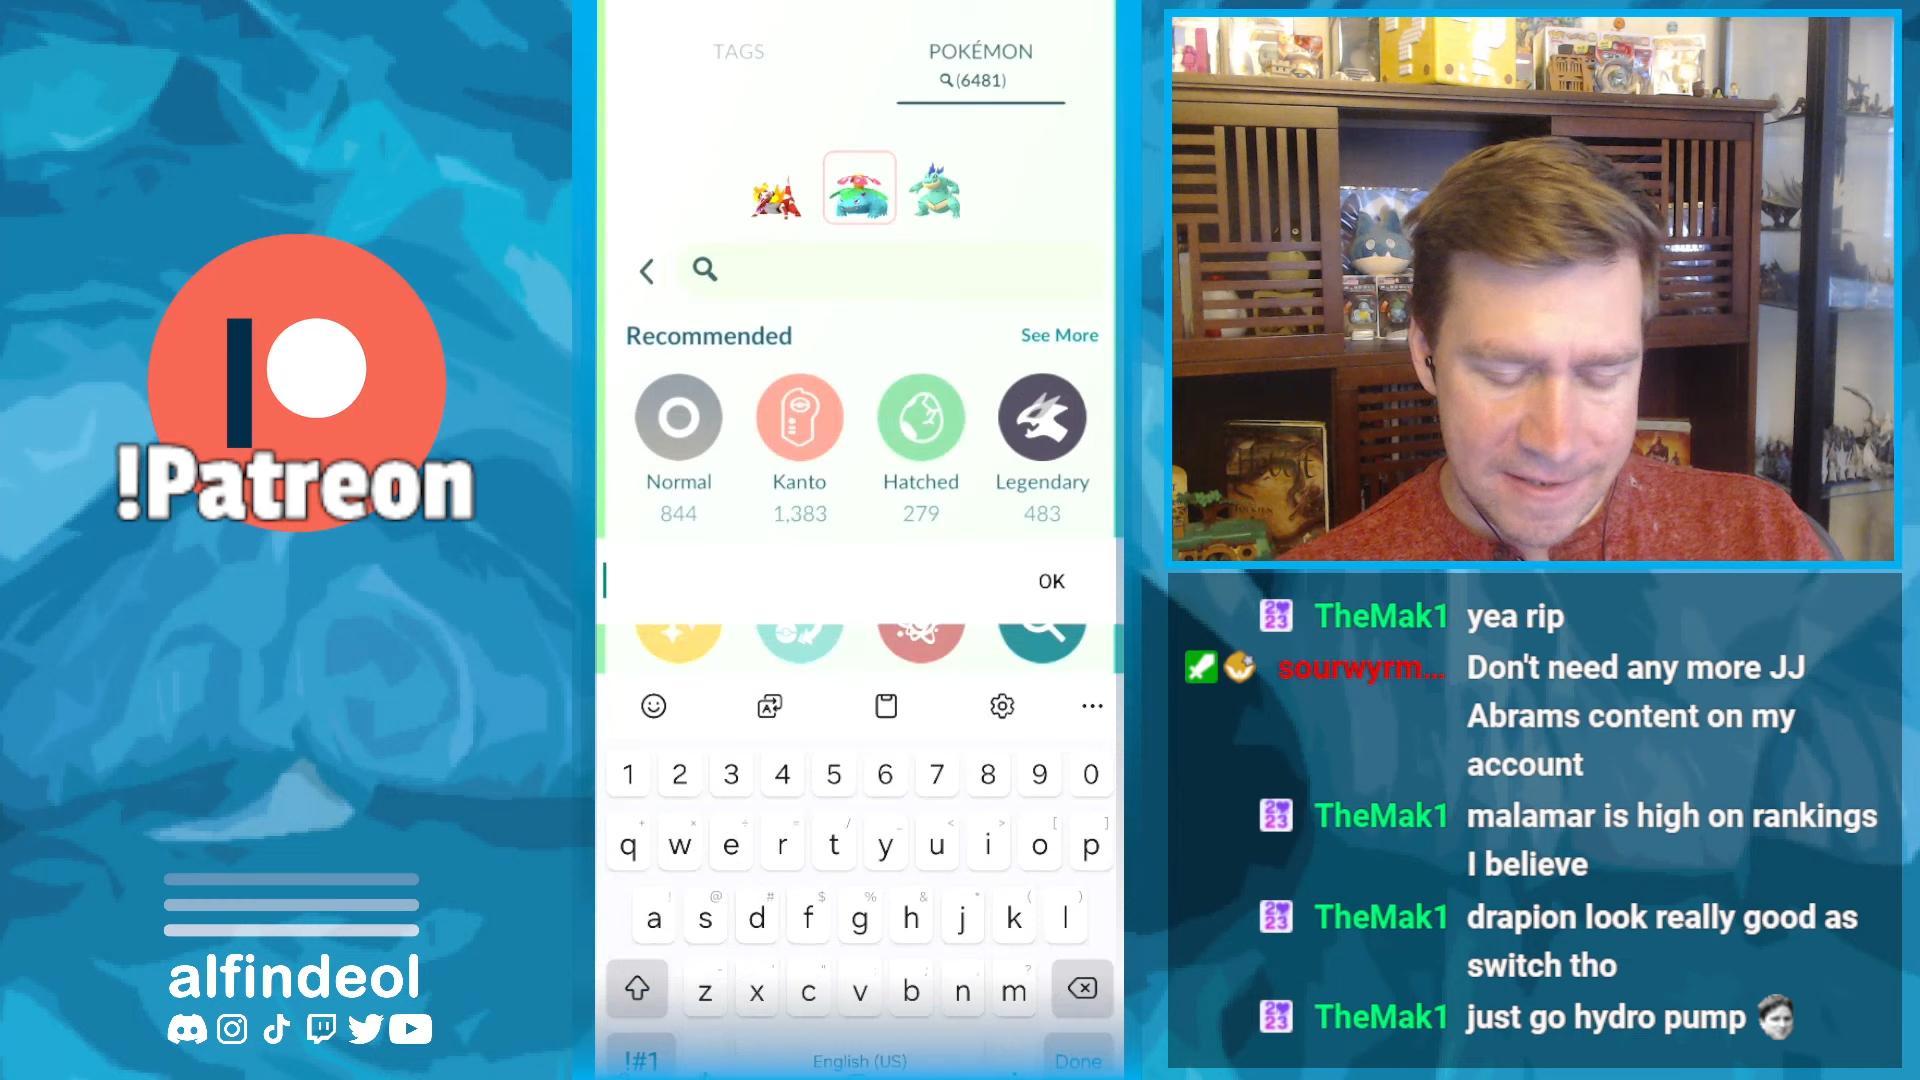 !Patreon
alfindeol
TAGS
POKÉMON
(6481)
Recommended
See More
Normal
Kanto
Hatched
Legendary
844
1,383
279
483
OK
1 2 3 4 5 6 7 8 9 0
q w e r t y u i o p
a s d f g h j k l
z x c v b n m
!#1
English (US)
Done
TheMak1 yea rip
sourwyrm... Don't need any more JJ
Abrams content on my
account
TheMak1 malamar is high on rankings
I believe
TheMak1 drapion look really good as
switch tho
TheMak1 just go hydro pump